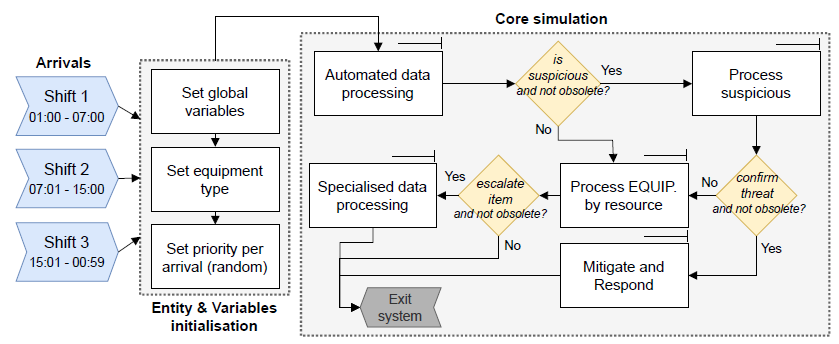 Core simulation
Arrivals
Shift 1
01:00 - 07:00
Shift 2
07:01 - 15:00
Shift 3
15:01 - 00:59
Set global
variables
Set equipment
type
Set priority per
arrival (random)
Entity & Variables
initialisation
Automated data
processing
is
suspicious
and not obsolete?
Yes
No
Process
suspicious
confirm
threat
and not obsolete?
No
Yes
Process EQUIP.
by resource
escalate
item
and not obsolete?
Yes
No
Specialised data
processing
Mitigate and
Respond
Exit
system